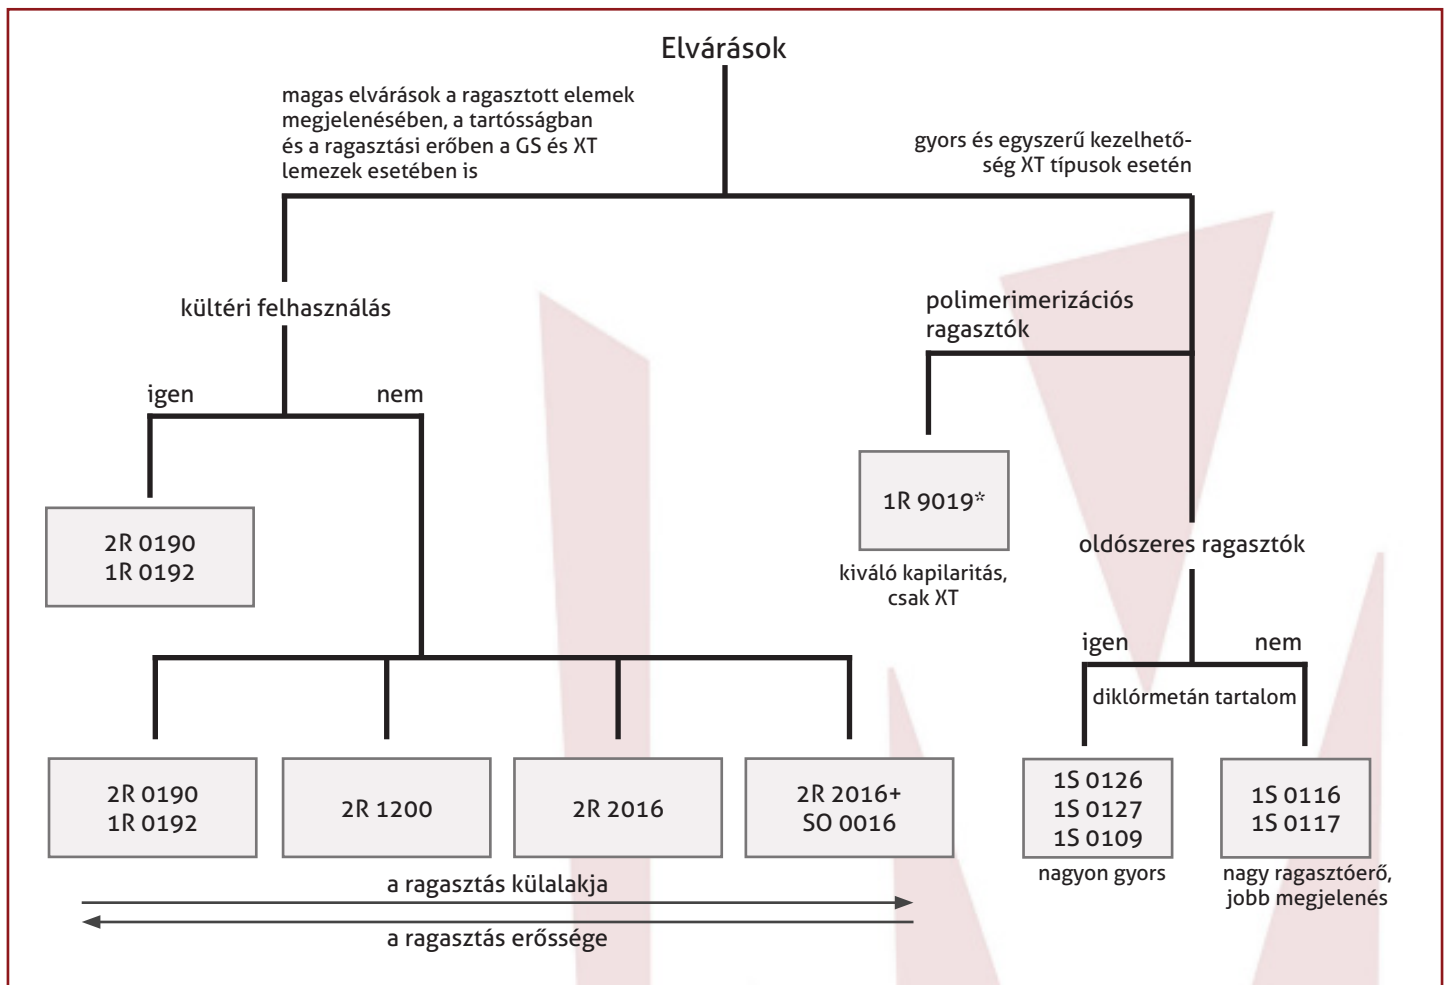 Elvárások
magas elvárások a ragasztott elemek
megjelenésében, a tartósságban
és a ragasztási erőben a GS és XT
lemezek esetében is
gyors és egyszerű kezelhető-
ség XT típusok esetén
kültéri felhasználás
igen
nem
2R 0190
1R 0192
2R 0190
1R 0192
2R 1200
2R 2016
2R 2016+
SO 0016
a ragasztás külalakja
a ragasztás erőssége
polimerimerizációs
ragasztók
1R 9019*
kiváló kapilaritás,
csak XT
oldószeres ragasztók
igen
nem
diklórmetán tartalom
1S 0126
1S 0127
1S 0109
nagyon gyors
1S 0116
1S 0117
nagy ragasztóerő,
jobb megjelenés